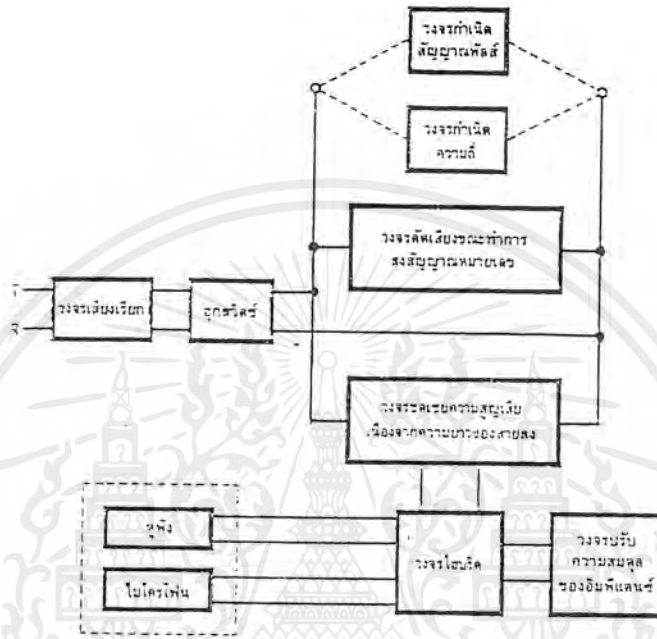 วงจรกำเนิด
สัญญาณพัลส์
วงจรกำเนิด
ความถี่
วงจรตัดเสียงขณะทำการ
ส่งสัญญาณหมายเลข
วงจรเสียงเรียก
ฮุกสวิตช์
วงจรชดเชยความสูญเสีย
เนื่องจากความยาวของสายส่ง
หูฟัง
ไมโครโฟน
วงจรไฮบริด
วงจรปรับ
ความสมดุล
ของอิมพีแดนซ์